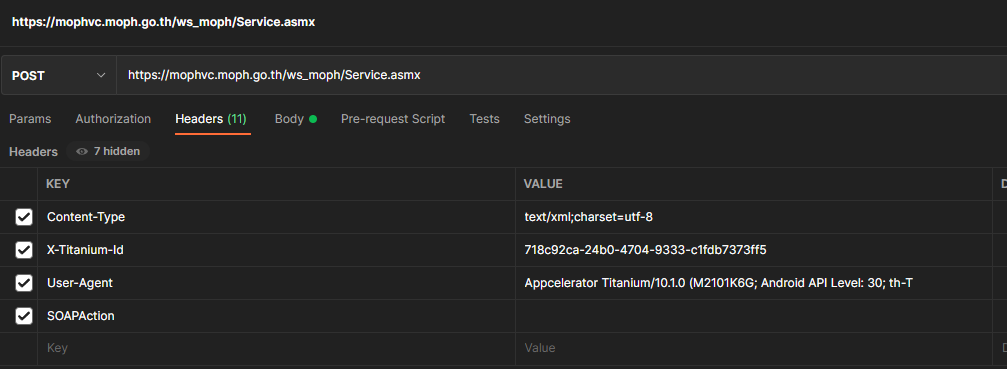 https://mophvc.moph.go.th/ws_moph/Service.asmx
POST https://mophvc.moph.go.th/ws_moph/Service.asmx
Params Authorization Headers (11) Body Pre-request Script Tests Settings
Headers 7 hidden
KEY VALUE D
Content-Type text/xml;charset=utf-8
X-Titanium-Id 718c92ca-24b0-4704-9333-c1fdb7373ff5
User-Agent Appcelerator Titanium/10.1.0 (M2101K6G; Android API Level: 30; th-T
SOAPAction
Key Value D